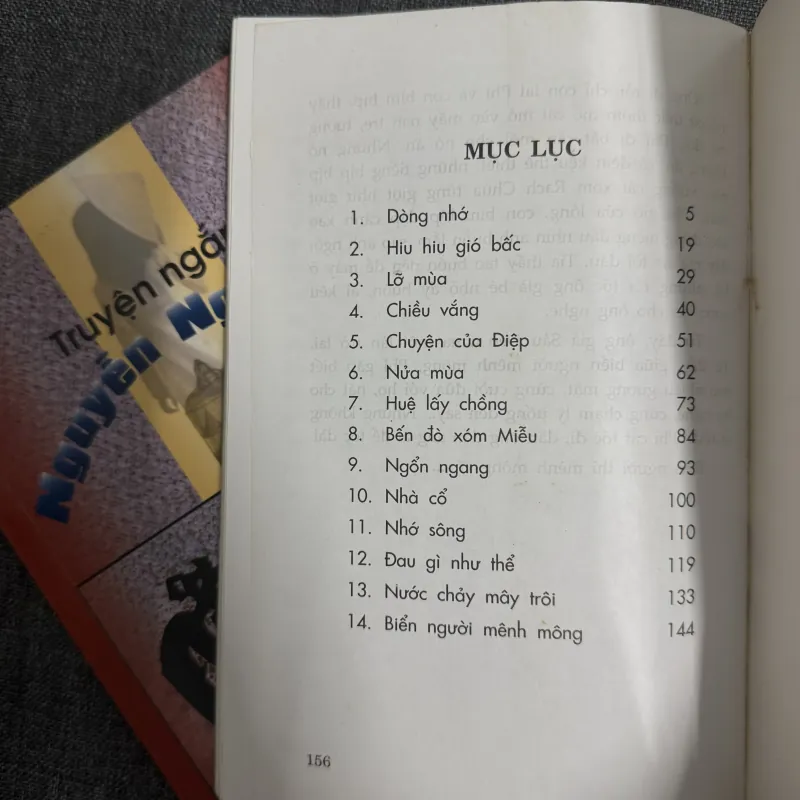 Truyện ngắn
Nguyễn Ng
MỤC LỤC
1. Dòng nhớ 5
2. Hiu hiu gió bấc 19
3. Lỡ mùa 29
4. Chiều vắng 40
5. Chuyện của Điệp 51
6. Nửa mùa 62
7. Huệ lấy chồng 73
8. Bến đò xóm Miễu 84
9. Ngổn ngang 93
10. Nhà cổ 100
11. Nhớ sông 110
12. Đau gì như thể 119
13. Nước chảy mây trôi 133
14. Biển người mênh mông 144
156